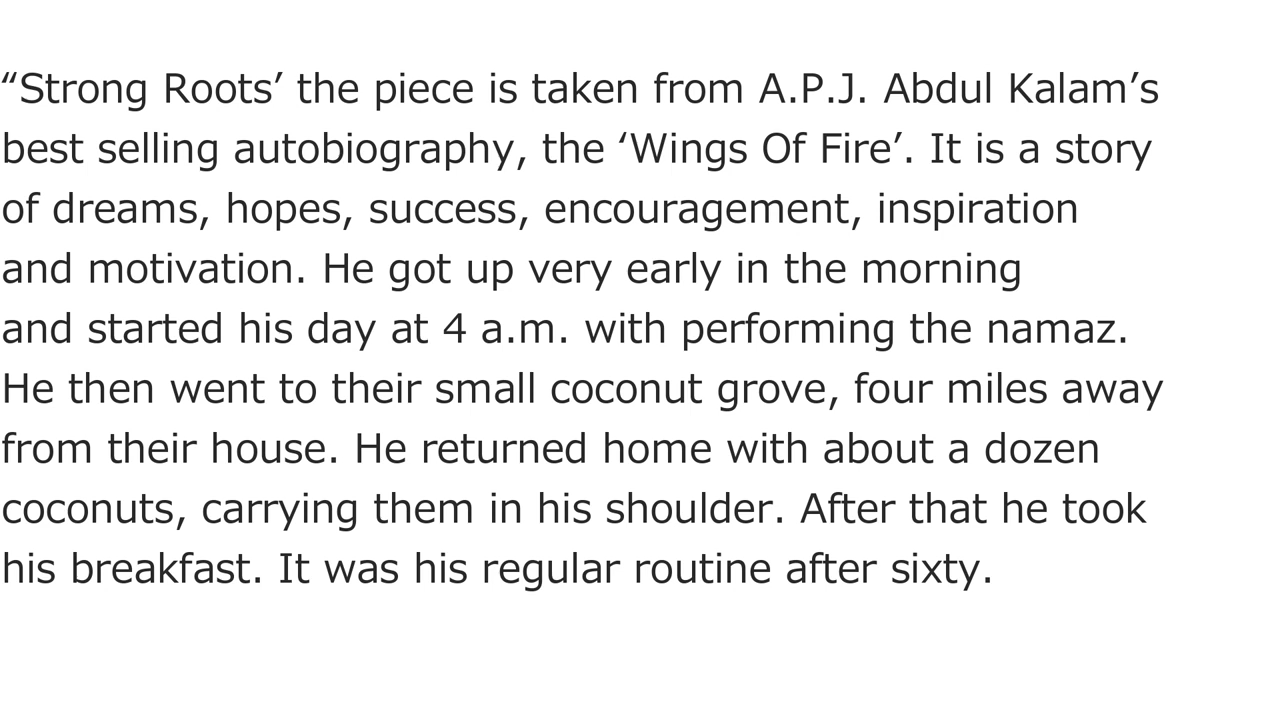 “Strong Roots’ the piece is taken from A.P.J. Abdul Kalam’s
best selling autobiography, the ‘Wings Of Fire’. It is a story
of dreams, hopes, success, encouragement, inspiration
and motivation. He got up very early in the morning
and started his day at 4 a.m. with performing the namaz.
He then went to their small coconut grove, four miles away
from their house. He returned home with about a dozen
coconuts, carrying them in his shoulder. After that he took
his breakfast. It was his regular routine after sixty.